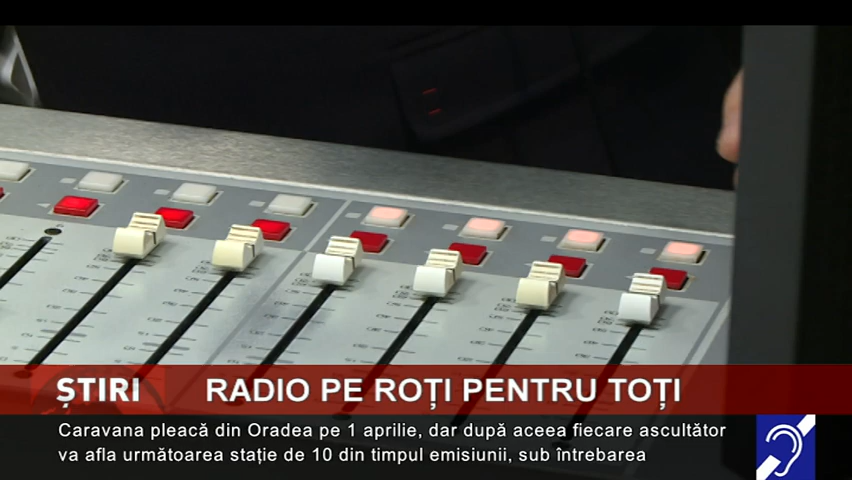 ȘTIRI RADIO PE ROȚI PENTRU TOȚI
Caravana pleacă din Oradea pe 1 aprilie, dar după aceea fiecare ascultător
va afla următoarea stație de 10 din timpul emisiunii, sub întrebarea